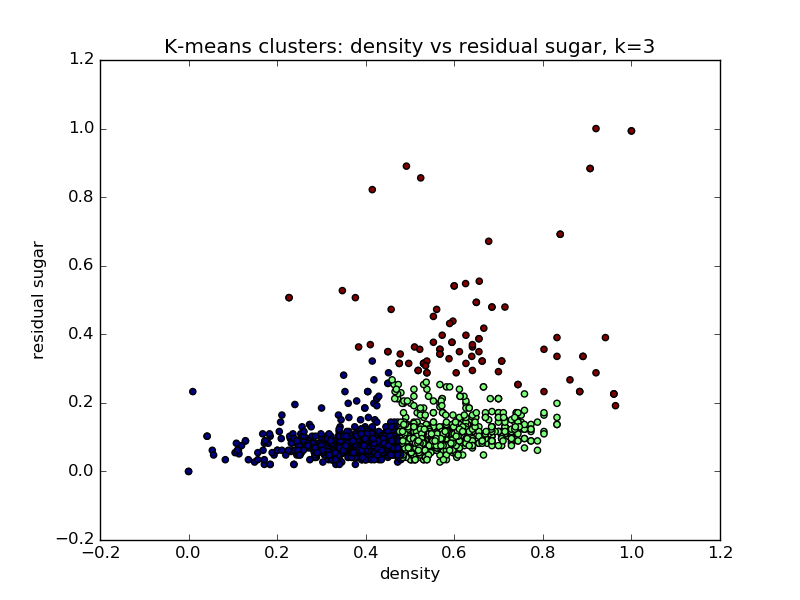 K-means clusters: density vs residual sugar, k=3
1.2
1.0
0.8
0.6
0.4
0.2
0.0
−0.2
residual sugar
−0.2 0.0 0.2 0.4 0.6 0.8 1.0 1.2
density